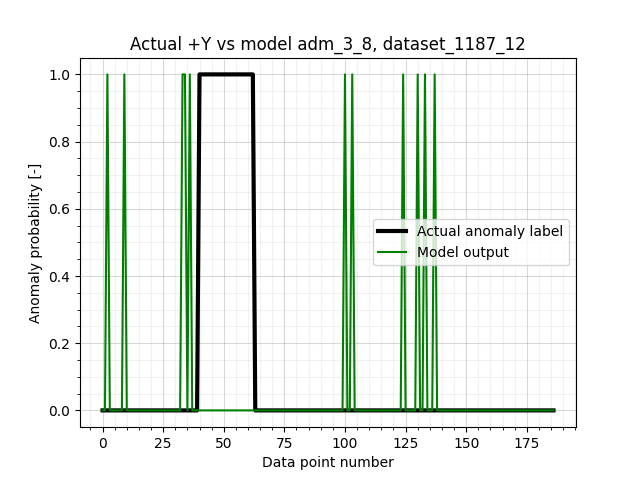 Actual +Y vs model adm_3_8, dataset_1187_12
Anomaly probability [-]
1.0
0.8
0.6
0.4
0.2
0.0
Actual anomaly label
Model output
0 25 50 75 100 125 150 175
Data point number